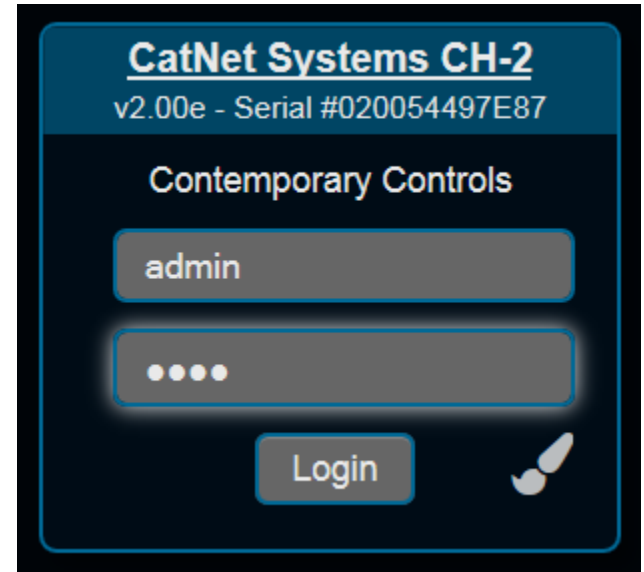 CatNet Systems CH-2
v2.00e - Serial #020054497E87
Contemporary Controls
admin
●●●●
Login